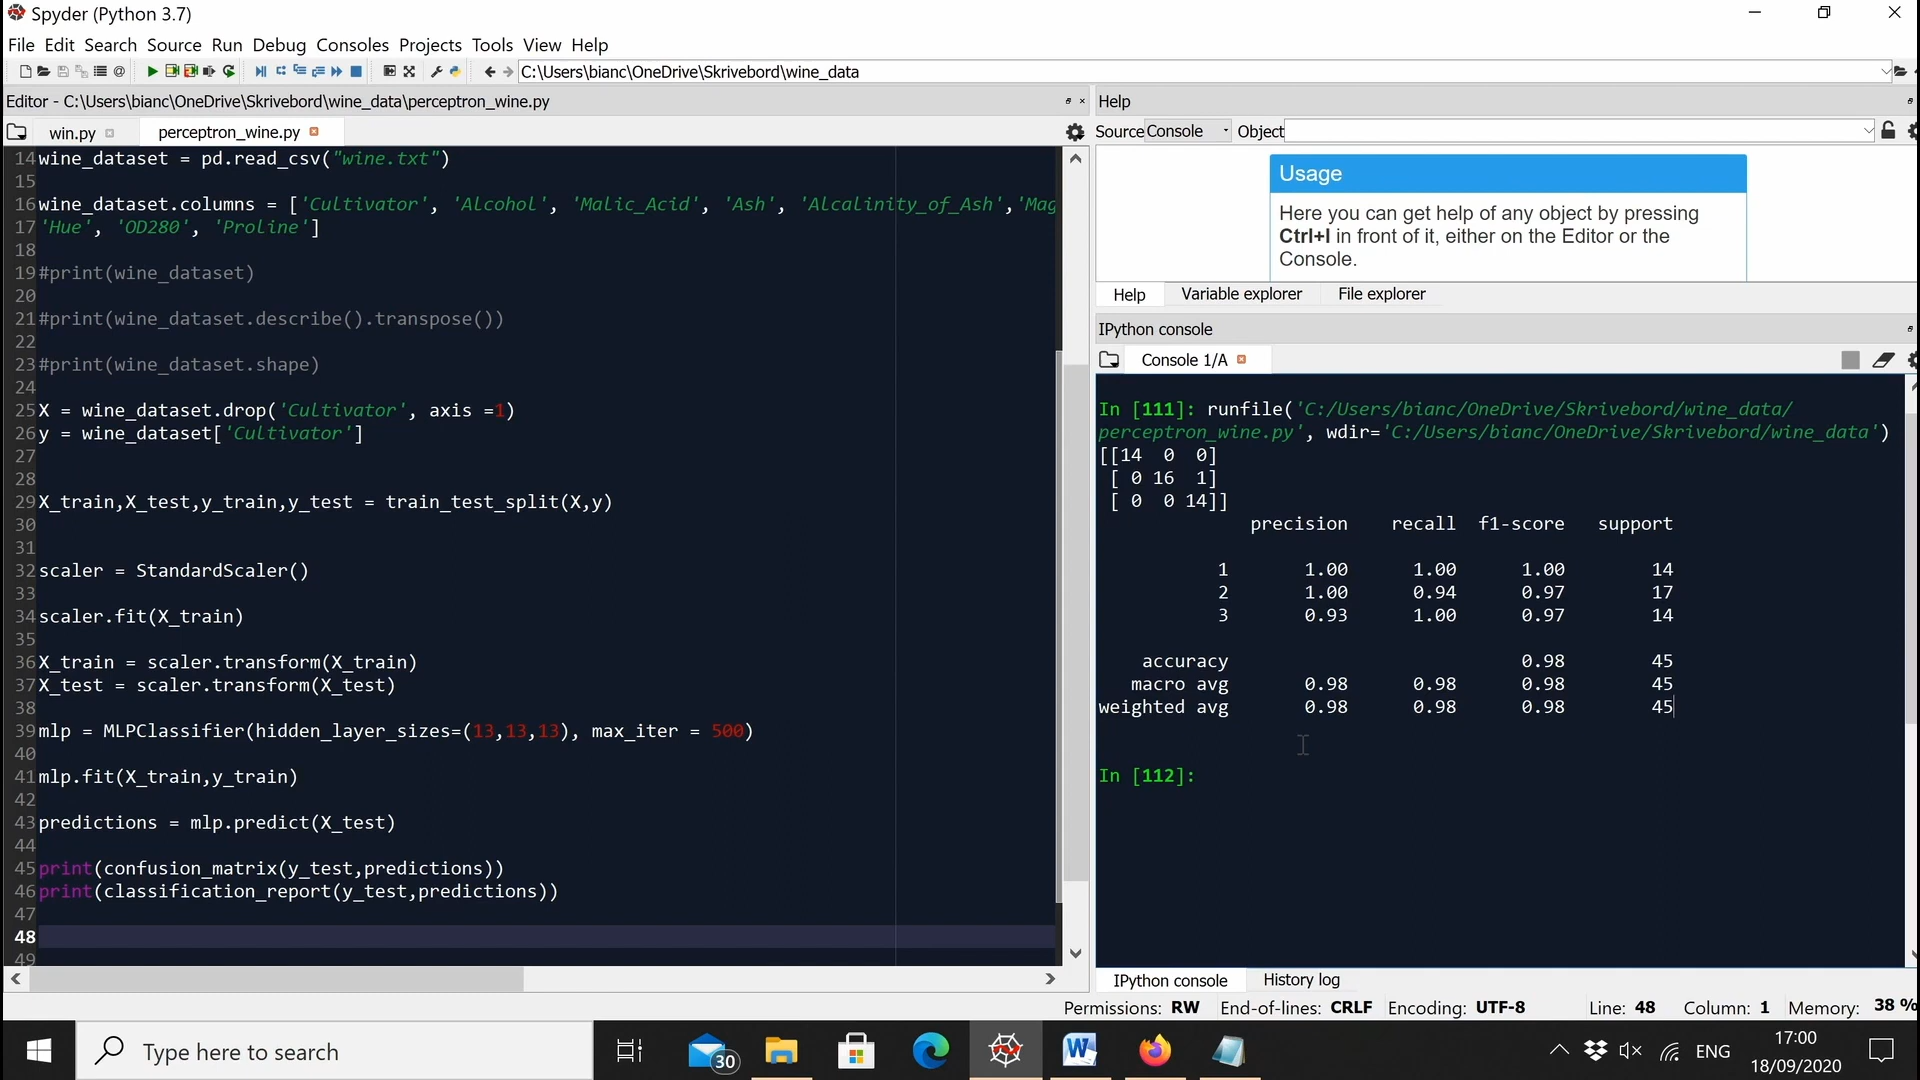 Spyder (Python 3.7)
File Edit Search Source Run Debug Consoles Projects Tools View Help
C:\Users\bianc\OneDrive\Skrivebord\wine_data
Editor - C:\Users\bianc\OneDrive\Skrivebord\wine_data\perceptron_wine.py
win.py perceptron_wine.py
14 wine_dataset = pd.read_csv("wine.txt")
15
16 wine_dataset.columns = ['Cultivator', 'Alcohol', 'Malic_Acid', 'Ash', 'Alcalinity_of_Ash','Mag
17 'Hue', 'OD280', 'Proline']
18
19 #print(wine_dataset)
20
21 #print(wine_dataset.describe().transpose())
22
23 #print(wine_dataset.shape)
24
25 X = wine_dataset.drop('Cultivator', axis =1)
26 y = wine_dataset['Cultivator']
27
28
29 X_train,X_test,y_train,y_test = train_test_split(X,y)
30
31
32 scaler = StandardScaler()
33
34 scaler.fit(X_train)
35
36 X_train = scaler.transform(X_train)
37 X_test = scaler.transform(X_test)
38
39 mlp = MLPClassifier(hidden_layer_sizes=(13,13,13), max_iter = 500)
40
41 mlp.fit(X_train,y_train)
42
43 predictions = mlp.predict(X_test)
44
45 print(confusion_matrix(y_test,predictions))
46 print(classification_report(y_test,predictions))
47
48
49
Help
Source Console Object
Usage
Here you can get help of any object by pressing
Ctrl+I in front of it, either on the Editor or the
Console.
Help Variable explorer File explorer
IPython console
Console 1/A
In [111]: runfile('C:/Users/bianc/OneDrive/Skrivebord/wine_data/
perceptron_wine.py', wdir='C:/Users/bianc/OneDrive/Skrivebord/wine_data')
[[14 0 0]
[ 0 16 1]
[ 0 0 14]]
precision recall f1-score support
1 1.00 1.00 1.00 14
2 1.00 0.94 0.97 17
3 0.93 1.00 0.97 14
accuracy 0.98 45
macro avg 0.98 0.98 0.98 45
weighted avg 0.98 0.98 0.98 45
In [112]:
IPython console History log
Permissions: RW End-of-lines: CRLF Encoding: UTF-8 Line: 48 Column: 1 Memory: 38 %
Type here to search
30
ENG
17:00
18/09/2020